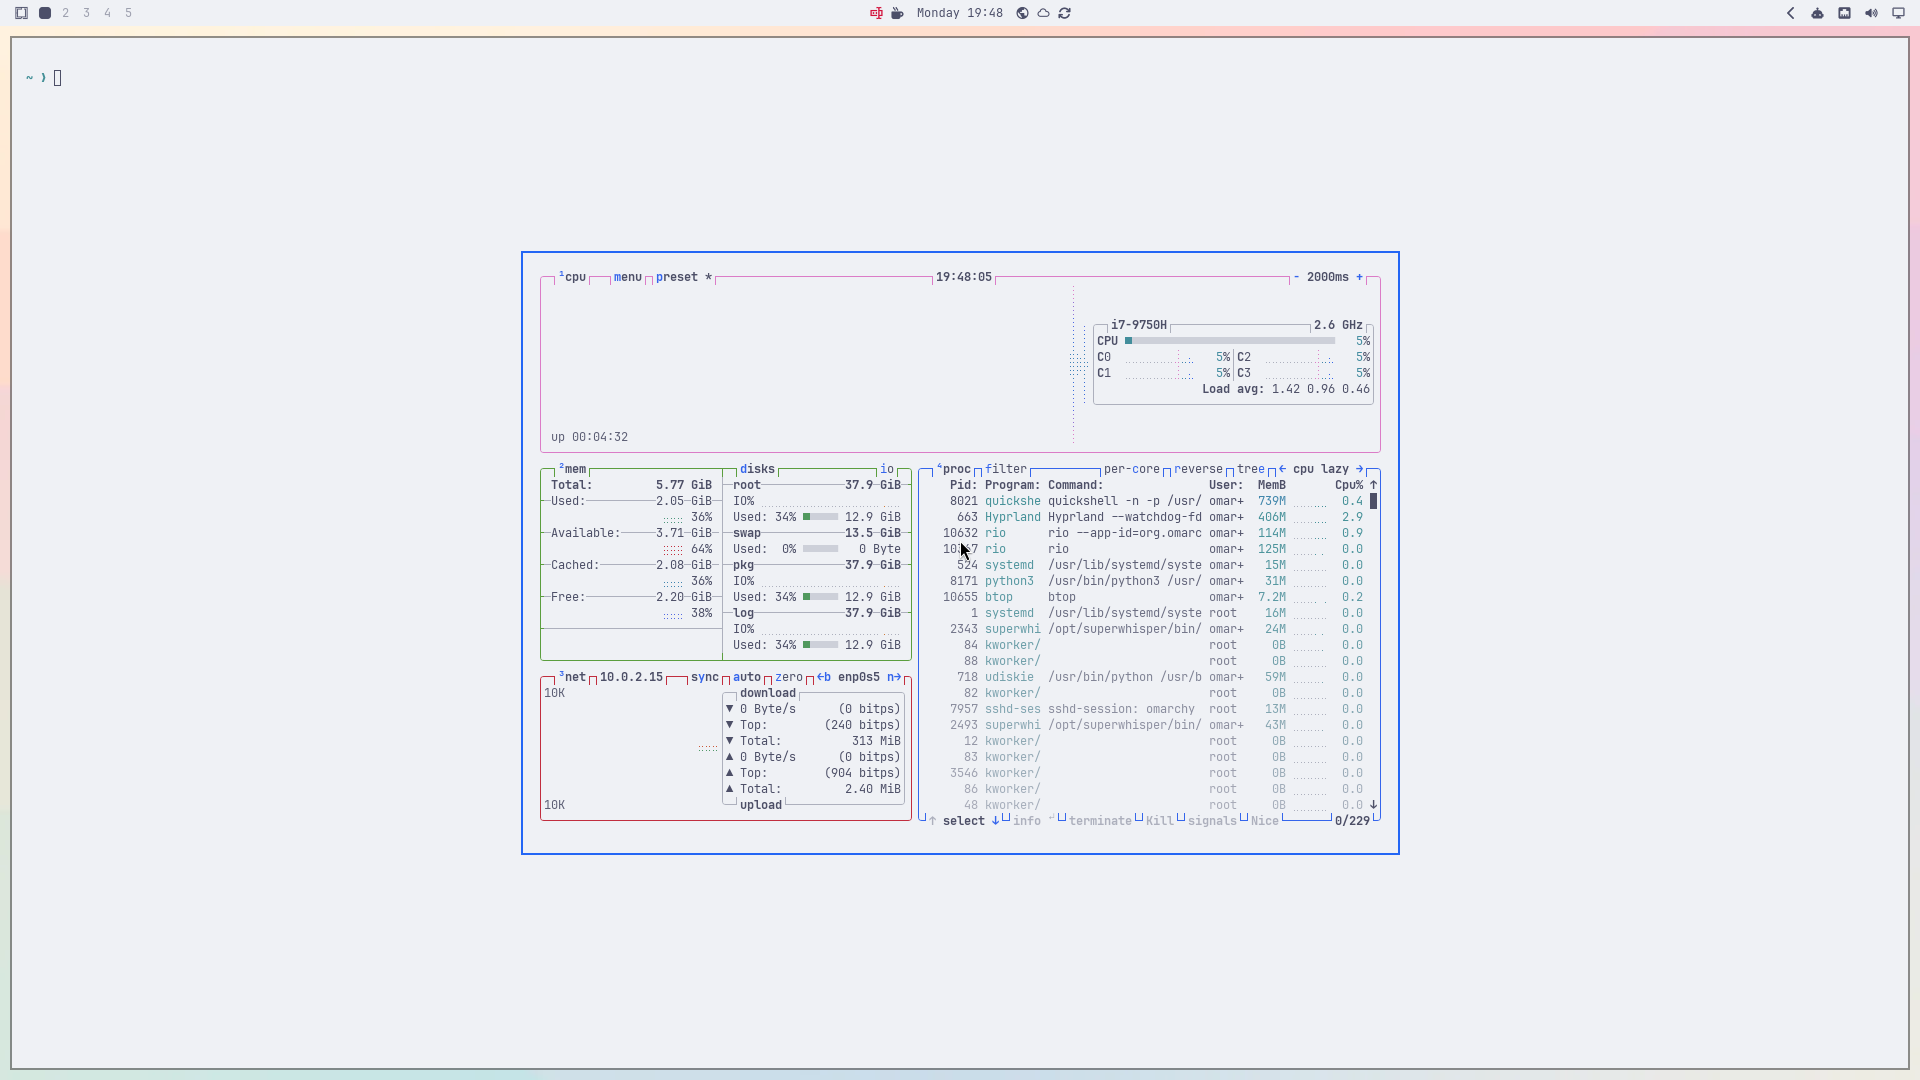 2 3 4 5
Monday 19:48
~ ❯
¹cpu menu preset * 19:48:05 - 2000ms +
i7-9750H 2.6 GHz
CPU 5%
C0 5% C2 5%
C1 5% C3 5%
Load avg: 1.42 0.96 0.46
up 00:04:32
²mem disks io
Total: 5.77 GiB
Used: 2.05 GiB
36%
Available: 3.71 GiB
64%
Cached: 2.08 GiB
36%
Free: 2.20 GiB
38%
root 37.9 GiB
IO%
Used: 34% 12.9 GiB
swap 13.5 GiB
Used: 0% 0 Byte
pkg 37.9 GiB
IO%
Used: 34% 12.9 GiB
log 37.9 GiB
IO%
Used: 34% 12.9 GiB
³net 10.0.2.15 sync auto zero ←b enp0s5 n→
10K
download
▼ 0 Byte/s (0 bitps)
▼ Top: (240 bitps)
▼ Total: 313 MiB
▲ 0 Byte/s (0 bitps)
▲ Top: (904 bitps)
▲ Total: 2.40 MiB
10K
upload
⁴proc filter per-core reverse tree ← cpu lazy →
Pid: Program: Command: User: MemB Cpu% ↑
8021 quickshe quickshell -n -p /usr/ omar+ 739M 0.4
663 Hyprland Hyprland --watchdog-fd omar+ 406M 2.9
10632 rio rio --app-id=org.omarc omar+ 114M 0.9
rio rio omar+ 125M 0.0
524 systemd /usr/lib/systemd/syste omar+ 15M 0.0
8171 python3 /usr/bin/python3 /usr/ omar+ 31M 0.0
10655 btop btop omar+ 7.2M 0.2
1 systemd /usr/lib/systemd/syste root 16M 0.0
2343 superwhi /opt/superwhisper/bin/ omar+ 24M 0.0
84 kworker/ root 0B 0.0
88 kworker/ root 0B 0.0
718 udiskie /usr/bin/python /usr/b omar+ 59M 0.0
82 kworker/ root 0B 0.0
7957 sshd-ses sshd-session: omarchy root 13M 0.0
2493 superwhi /opt/superwhisper/bin/ omar+ 43M 0.0
12 kworker/ root 0B 0.0
83 kworker/ root 0B 0.0
3546 kworker/ root 0B 0.0
86 kworker/ root 0B 0.0
48 kworker/ root 0B 0.0 ↓
↑ select ↓ info ↵ terminate Kill signals Nice 0/229